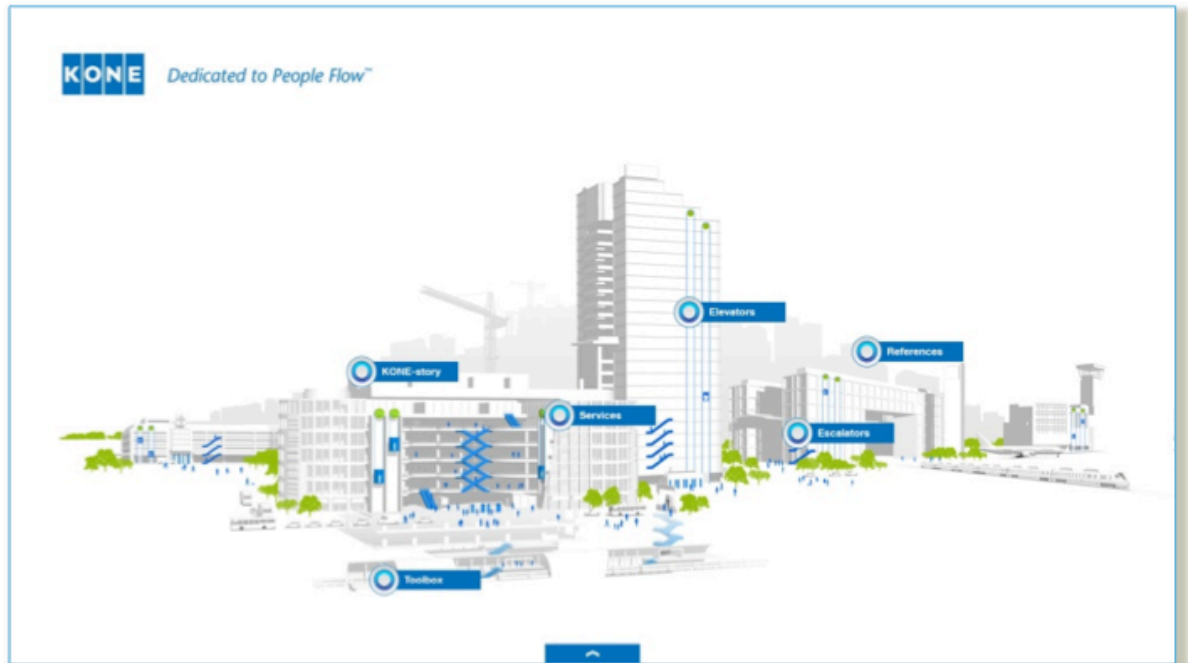 KONE Dedicated to People Flow™
Elevators
References
KONE-story
Services
Escalators
Toolbox